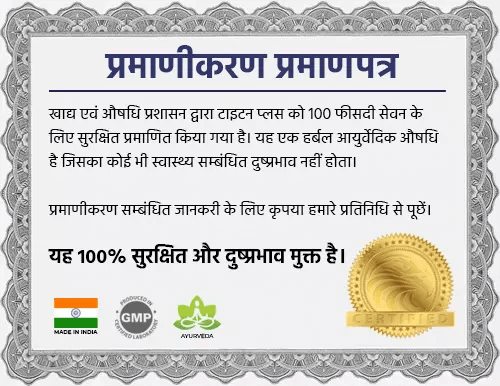 प्रमाणीकरण प्रमाणपत्र
खाद्य एवं औषधि प्रशासन द्वारा टाइटन प्लस को 100 फीसदी सेवन के
लिए सुरक्षित प्रमाणित किया गया है। यह एक हर्बल आयुर्वेदिक औषधि
है जिसका कोई भी स्वास्थ्य सम्बंधित दुष्प्रभाव नहीं होता।
प्रमाणीकरण सम्बंधित जानकरी के लिए कृपया हमारे प्रतिनिधि से पूछें।
यह 100% सुरक्षित और दुष्प्रभाव मुक्त है।
CERTIFIED
MADE IN INDIA
PRODUCED IN
GMP
CERTIFIED LABORATORY
AYURVEDA